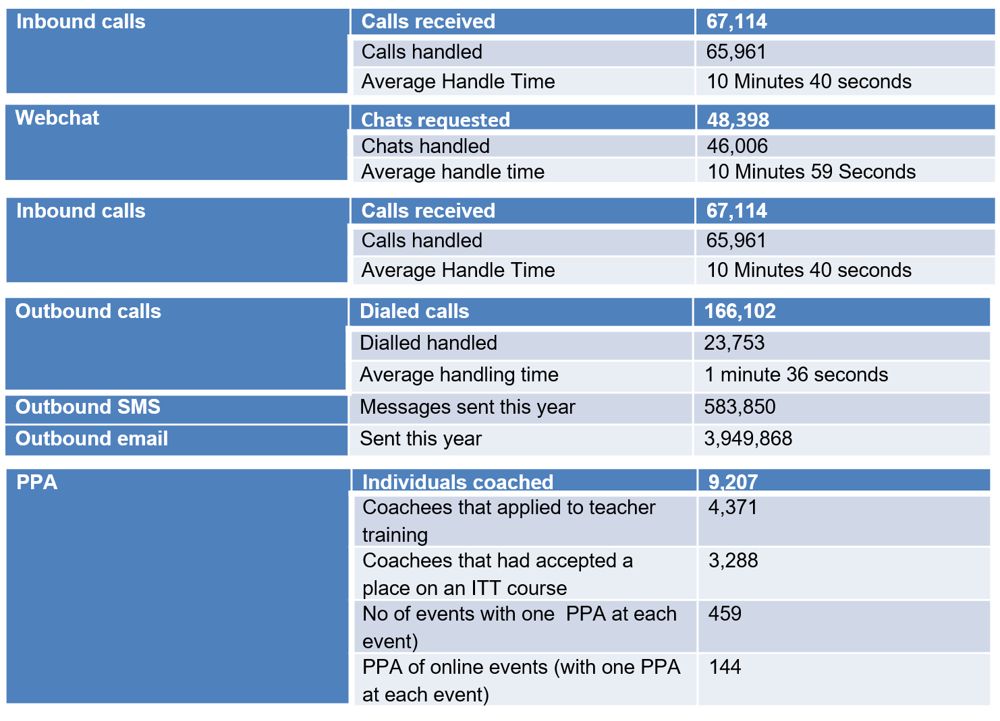 Inbound calls Calls received 67,114
Calls handled 65,961
Average Handle Time 10 Minutes 40 seconds
Webchat Chats requested 48,398
Chats handled 46,006
Average handle time 10 Minutes 59 Seconds
Inbound calls Calls received 67,114
Calls handled 65,961
Average Handle Time 10 Minutes 40 seconds
Outbound calls Dialed calls 166,102
Dialled handled 23,753
Average handling time 1 minute 36 seconds
Outbound SMS Messages sent this year 583,850
Outbound email Sent this year 3,949,868
PPA Individuals coached 9,207
Coachees that applied to teacher 4,371
training
Coachees that had accepted a 3,288
place on an ITT course
No of events with one  PPA at each 459
event)
PPA of online events (with one PPA 144
at each event)